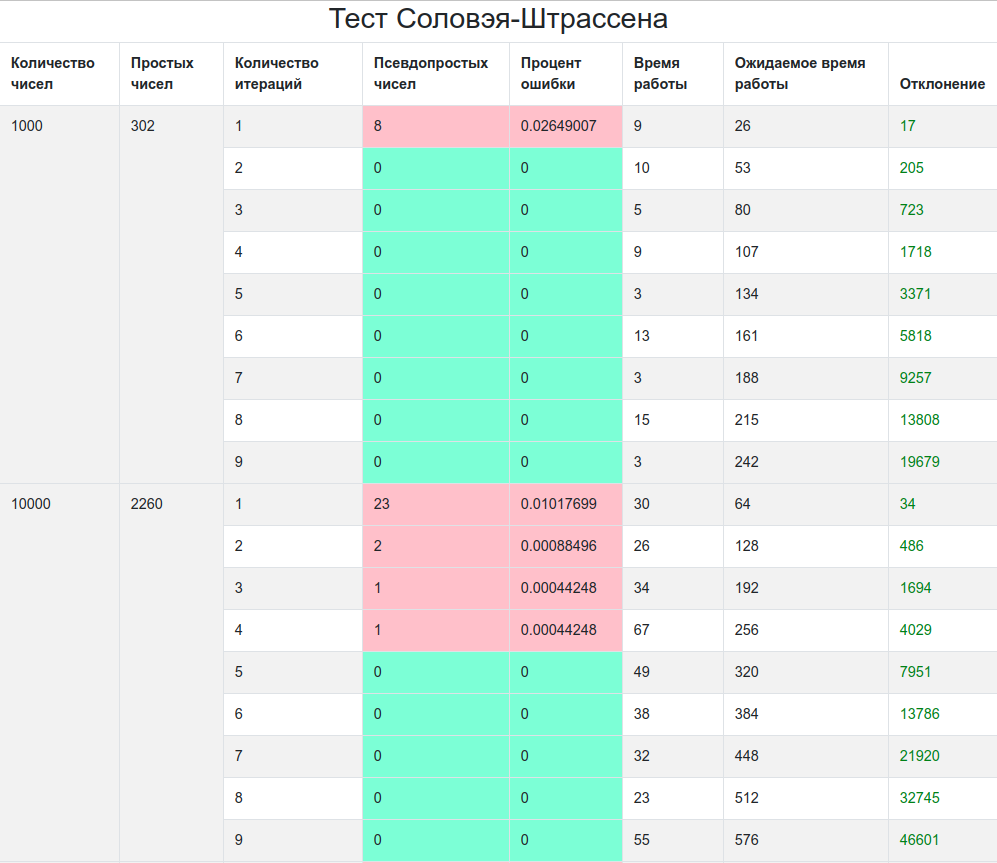 Тест Соловэя-Штрассена
Количество чисел Простых чисел Количество итераций Псевдопростых чисел Процент ошибки Время работы Ожидаемое время работы Отклонение
1000 302 1 8 0.02649007 9 26 17
2 0 0 10 53 205
3 0 0 5 80 723
4 0 0 9 107 1718
5 0 0 3 134 3371
6 0 0 13 161 5818
7 0 0 3 188 9257
8 0 0 15 215 13808
9 0 0 3 242 19679
10000 2260 1 23 0.01017699 30 64 34
2 2 0.00088496 26 128 486
3 1 0.00044248 34 192 1694
4 1 0.00044248 67 256 4029
5 0 0 49 320 7951
6 0 0 38 384 13786
7 0 0 32 448 21920
8 0 0 23 512 32745
9 0 0 55 576 46601